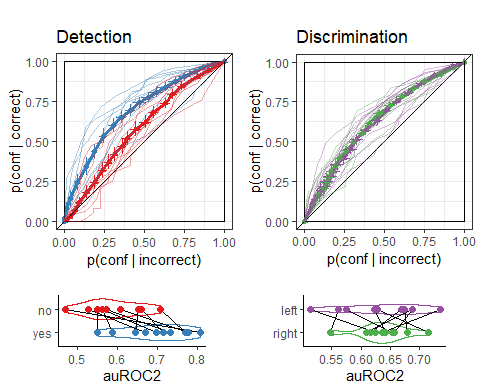 Detection
Discrimination
1.00
0.75
0.50
0.25
0.00
p(conf | correct)
0.00 0.25 0.50 0.75 1.00
p(conf | incorrect)
1.00
0.75
0.50
0.25
0.00
p(conf | correct)
0.00 0.25 0.50 0.75 1.00
p(conf | incorrect)
no
yes
0.5 0.6 0.7 0.8
auROC2
left
right
0.55 0.60 0.65 0.70
auROC2